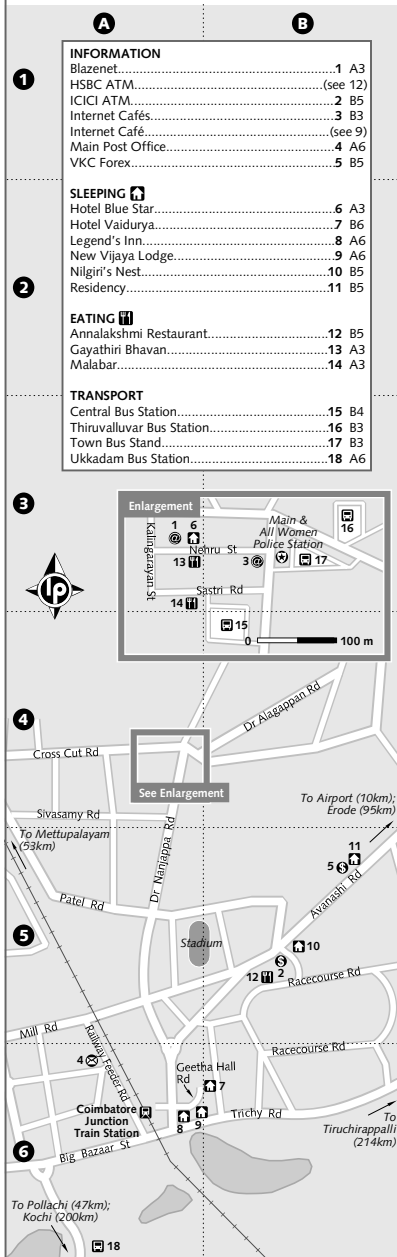 A B
1
INFORMATION
Blazenet...1 A3
HSBC ATM...(see 12)
ICICI ATM...2 B5
Internet Cafés...3 B3
Internet Café...(see 9)
Main Post Office...4 A6
VKC Forex...5 B5
2
SLEEPING
Hotel Blue Star...6 A3
Hotel Vaidurya...7 B6
Legend's Inn...8 A6
New Vijaya Lodge...9 A6
Nilgiri's Nest...10 B5
Residency...11 B5
EATING
Annalakshmi Restaurant...12 B5
Gayathiri Bhavan...13 A3
Malabar...14 A3
TRANSPORT
Central Bus Station...15 B4
Thiruvalluvar Bus Station...16 B3
Town Bus Stand...17 B3
Ukkadam Bus Station...18 A6
3
Enlargement
Kalingarayan St
1 6
@
Nehru St
13
3 @
Main &
All Women
Police Station
17
16
Sastri Rd
14
15
0 100 m
lp
4
Cross Cut Rd
Dr Alagappan Rd
See Enlargement
Sivasamy Rd
To Mettupalayam
(53km)
Dr Nanjappa Rd
To Airport (10km);
Erode (95km)
11
5 $
Avanashi Rd
Patel Rd
5
Stadium
10
$
2
12
Racecourse Rd
Mill Rd
Railway Feeder Rd
4
Racecourse Rd
Geetha Hall
Rd
7
Coimbatore
Junction
Train Station
8
9
Trichy Rd
To
Tiruchirappalli
(214km)
6
Big Bazaar St
To Pollachi (47km);
Kochi (200km)
18